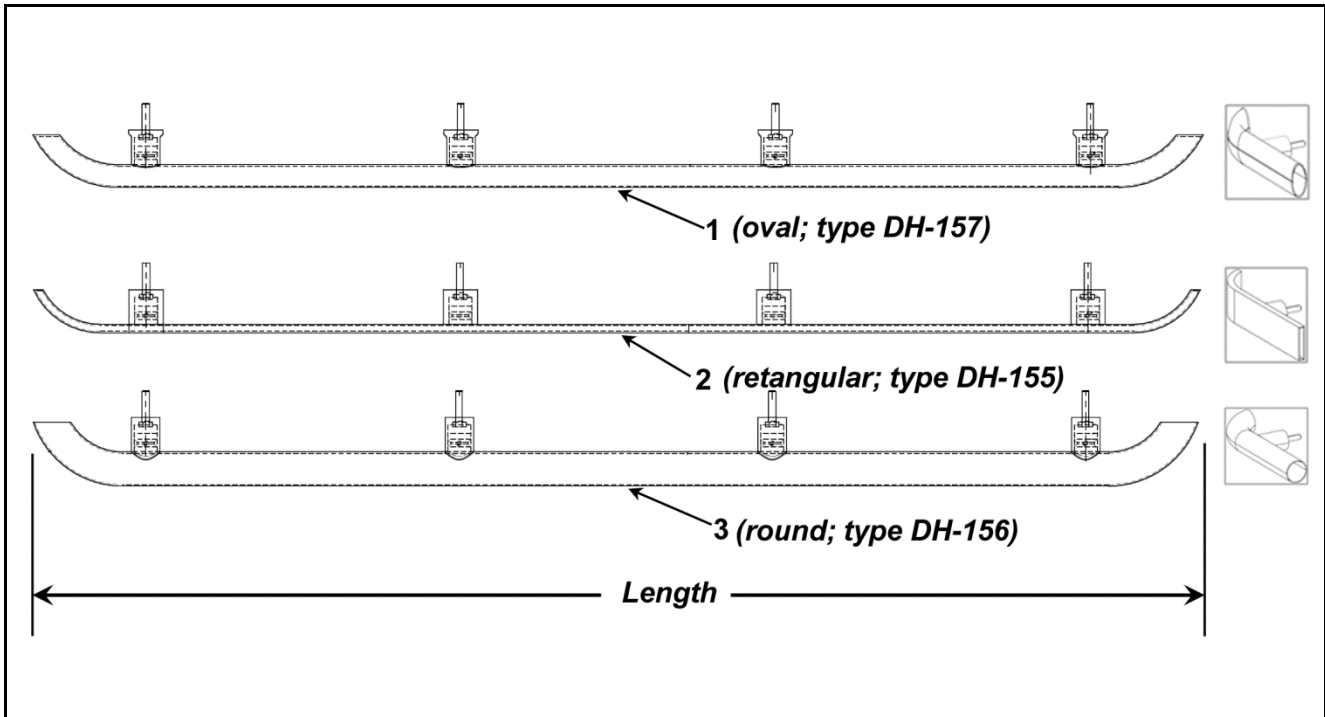 1 (oval; type DH-157)
2 (retangular; type DH-155)
3 (round; type DH-156)
Length